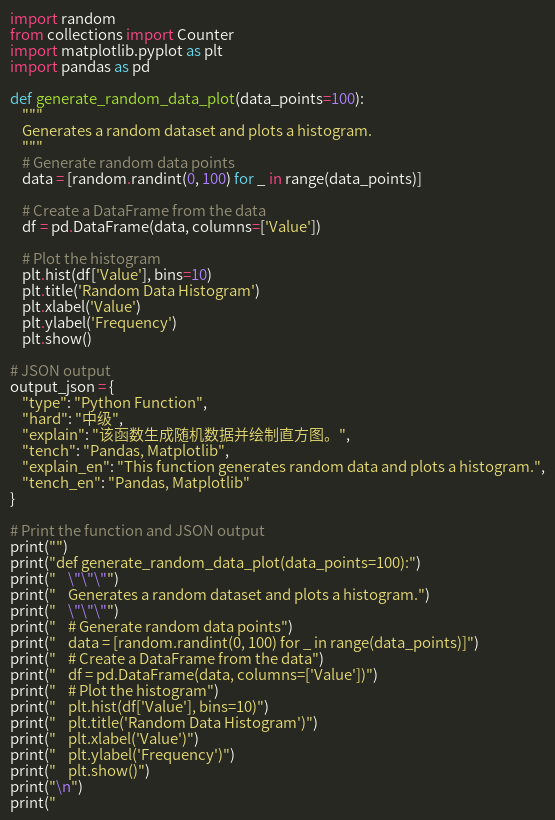 import random
from collections import Counter
import matplotlib.pyplot as plt
import pandas as pd

def generate_random_data_plot(data_points=100):
    """
    Generates a random dataset and plots a histogram.
    """
    # Generate random data points
    data = [random.randint(0, 100) for _ in range(data_points)]

    # Create a DataFrame from the data
    df = pd.DataFrame(data, columns=['Value'])

    # Plot the histogram
    plt.hist(df['Value'], bins=10)
    plt.title('Random Data Histogram')
    plt.xlabel('Value')
    plt.ylabel('Frequency')
    plt.show()

# JSON output
output_json = {
    "type": "Python Function",
    "hard": "中级",
    "explain": "该函数生成随机数据并绘制直方图。",
    "tench": "Pandas, Matplotlib",
    "explain_en": "This function generates random data and plots a histogram.",
    "tench_en": "Pandas, Matplotlib"
}

# Print the function and JSON output
print("")
print("def generate_random_data_plot(data_points=100):")
print("    \"\"\"")
print("    Generates a random dataset and plots a histogram.")
print("    \"\"\"")
print("    # Generate random data points")
print("    data = [random.randint(0, 100) for _ in range(data_points)]")
print("    # Create a DataFrame from the data")
print("    df = pd.DataFrame(data, columns=['Value'])")
print("    # Plot the histogram")
print("    plt.hist(df['Value'], bins=10)")
print("    plt.title('Random Data Histogram')")
print("    plt.xlabel('Value')")
print("    plt.ylabel('Frequency')")
print("    plt.show()")
print("\n")
print("